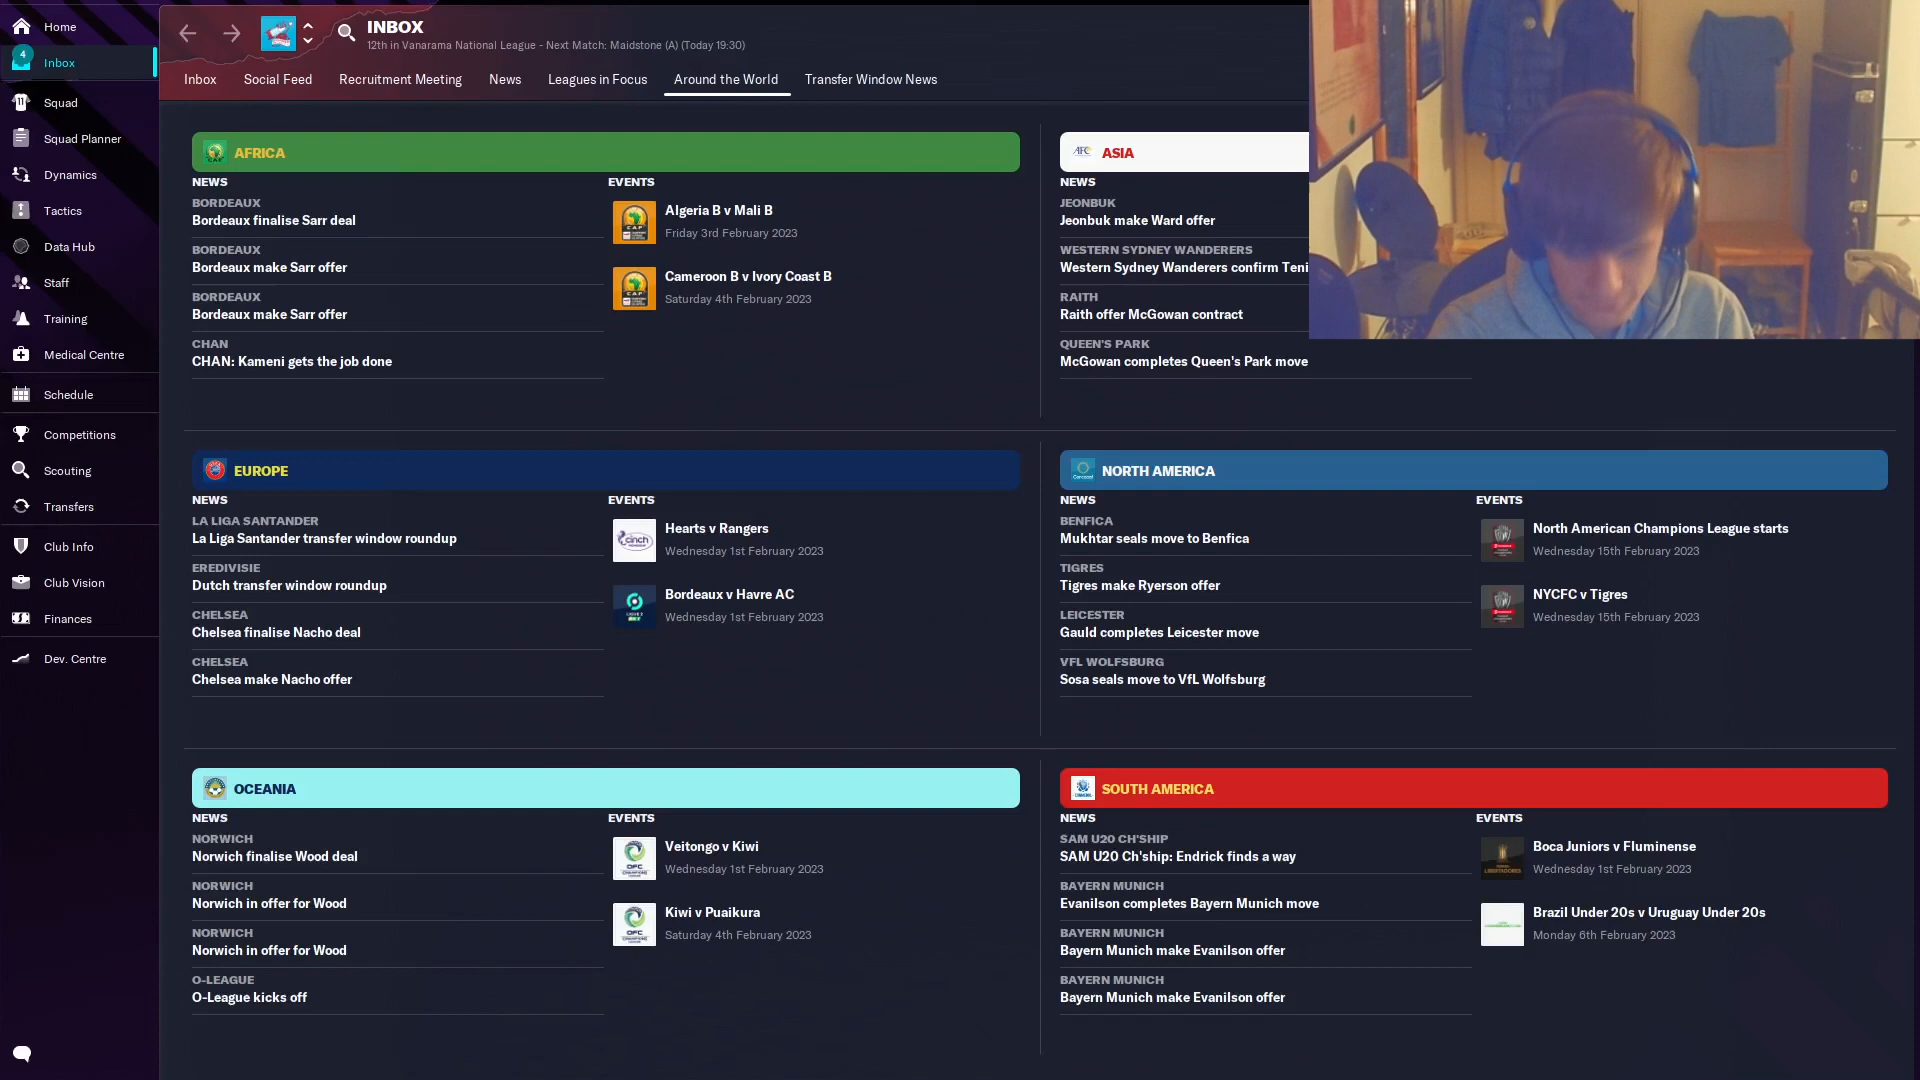 Home
4
Inbox
Squad
Squad Planner
Dynamics
Tactics
Data Hub
Staff
Training
Medical Centre
Schedule
Competitions
Scouting
Transfers
Club Info
Club Vision
Finances
Dev. Centre
INBOX
12th in Vanarama National League - Next Match: Maidstone (A) (Today 19:30)
Inbox
Social Feed
Recruitment Meeting
News
Leagues in Focus
Around the World
Transfer Window News
AFRICA
NEWS
BORDEAUX
Bordeaux finalise Sarr deal
BORDEAUX
Bordeaux make Sarr offer
BORDEAUX
Bordeaux make Sarr offer
CHAN
CHAN: Kameni gets the job done
EVENTS
Algeria B v Mali B
Friday 3rd February 2023
Cameroon B v Ivory Coast B
Saturday 4th February 2023
AFC
ASIA
NEWS
JEONBUK
Jeonbuk make Ward offer
WESTERN SYDNEY WANDERERS
Western Sydney Wanderers confirm Teni
RAITH
Raith offer McGowan contract
QUEEN'S PARK
McGowan completes Queen's Park move
EUROPE
NEWS
LA LIGA SANTANDER
La Liga Santander transfer window roundup
EREDIVISIE
Dutch transfer window roundup
CHELSEA
Chelsea finalise Nacho deal
CHELSEA
Chelsea make Nacho offer
EVENTS
cinch
Hearts v Rangers
Wednesday 1st February 2023
Bordeaux v Havre AC
Wednesday 1st February 2023
NORTH AMERICA
NEWS
BENFICA
Mukhtar seals move to Benfica
TIGRES
Tigres make Ryerson offer
LEICESTER
Gauld completes Leicester move
VFL WOLFSBURG
Sosa seals move to VfL Wolfsburg
EVENTS
North American Champions League starts
Wednesday 15th February 2023
NYCFC v Tigres
Wednesday 15th February 2023
OCEANIA
NEWS
NORWICH
Norwich finalise Wood deal
NORWICH
Norwich in offer for Wood
NORWICH
Norwich in offer for Wood
O-LEAGUE
O-League kicks off
EVENTS
OFC
Veitongo v Kiwi
Wednesday 1st February 2023
OFC
Kiwi v Puaikura
Saturday 4th February 2023
SOUTH AMERICA
NEWS
SAM U20 CH'SHIP
SAM U20 Ch'ship: Endrick finds a way
BAYERN MUNICH
Evanilson completes Bayern Munich move
BAYERN MUNICH
Bayern Munich make Evanilson offer
BAYERN MUNICH
Bayern Munich make Evanilson offer
EVENTS
Boca Juniors v Fluminense
Wednesday 1st February 2023
Brazil Under 20s v Uruguay Under 20s
Monday 6th February 2023